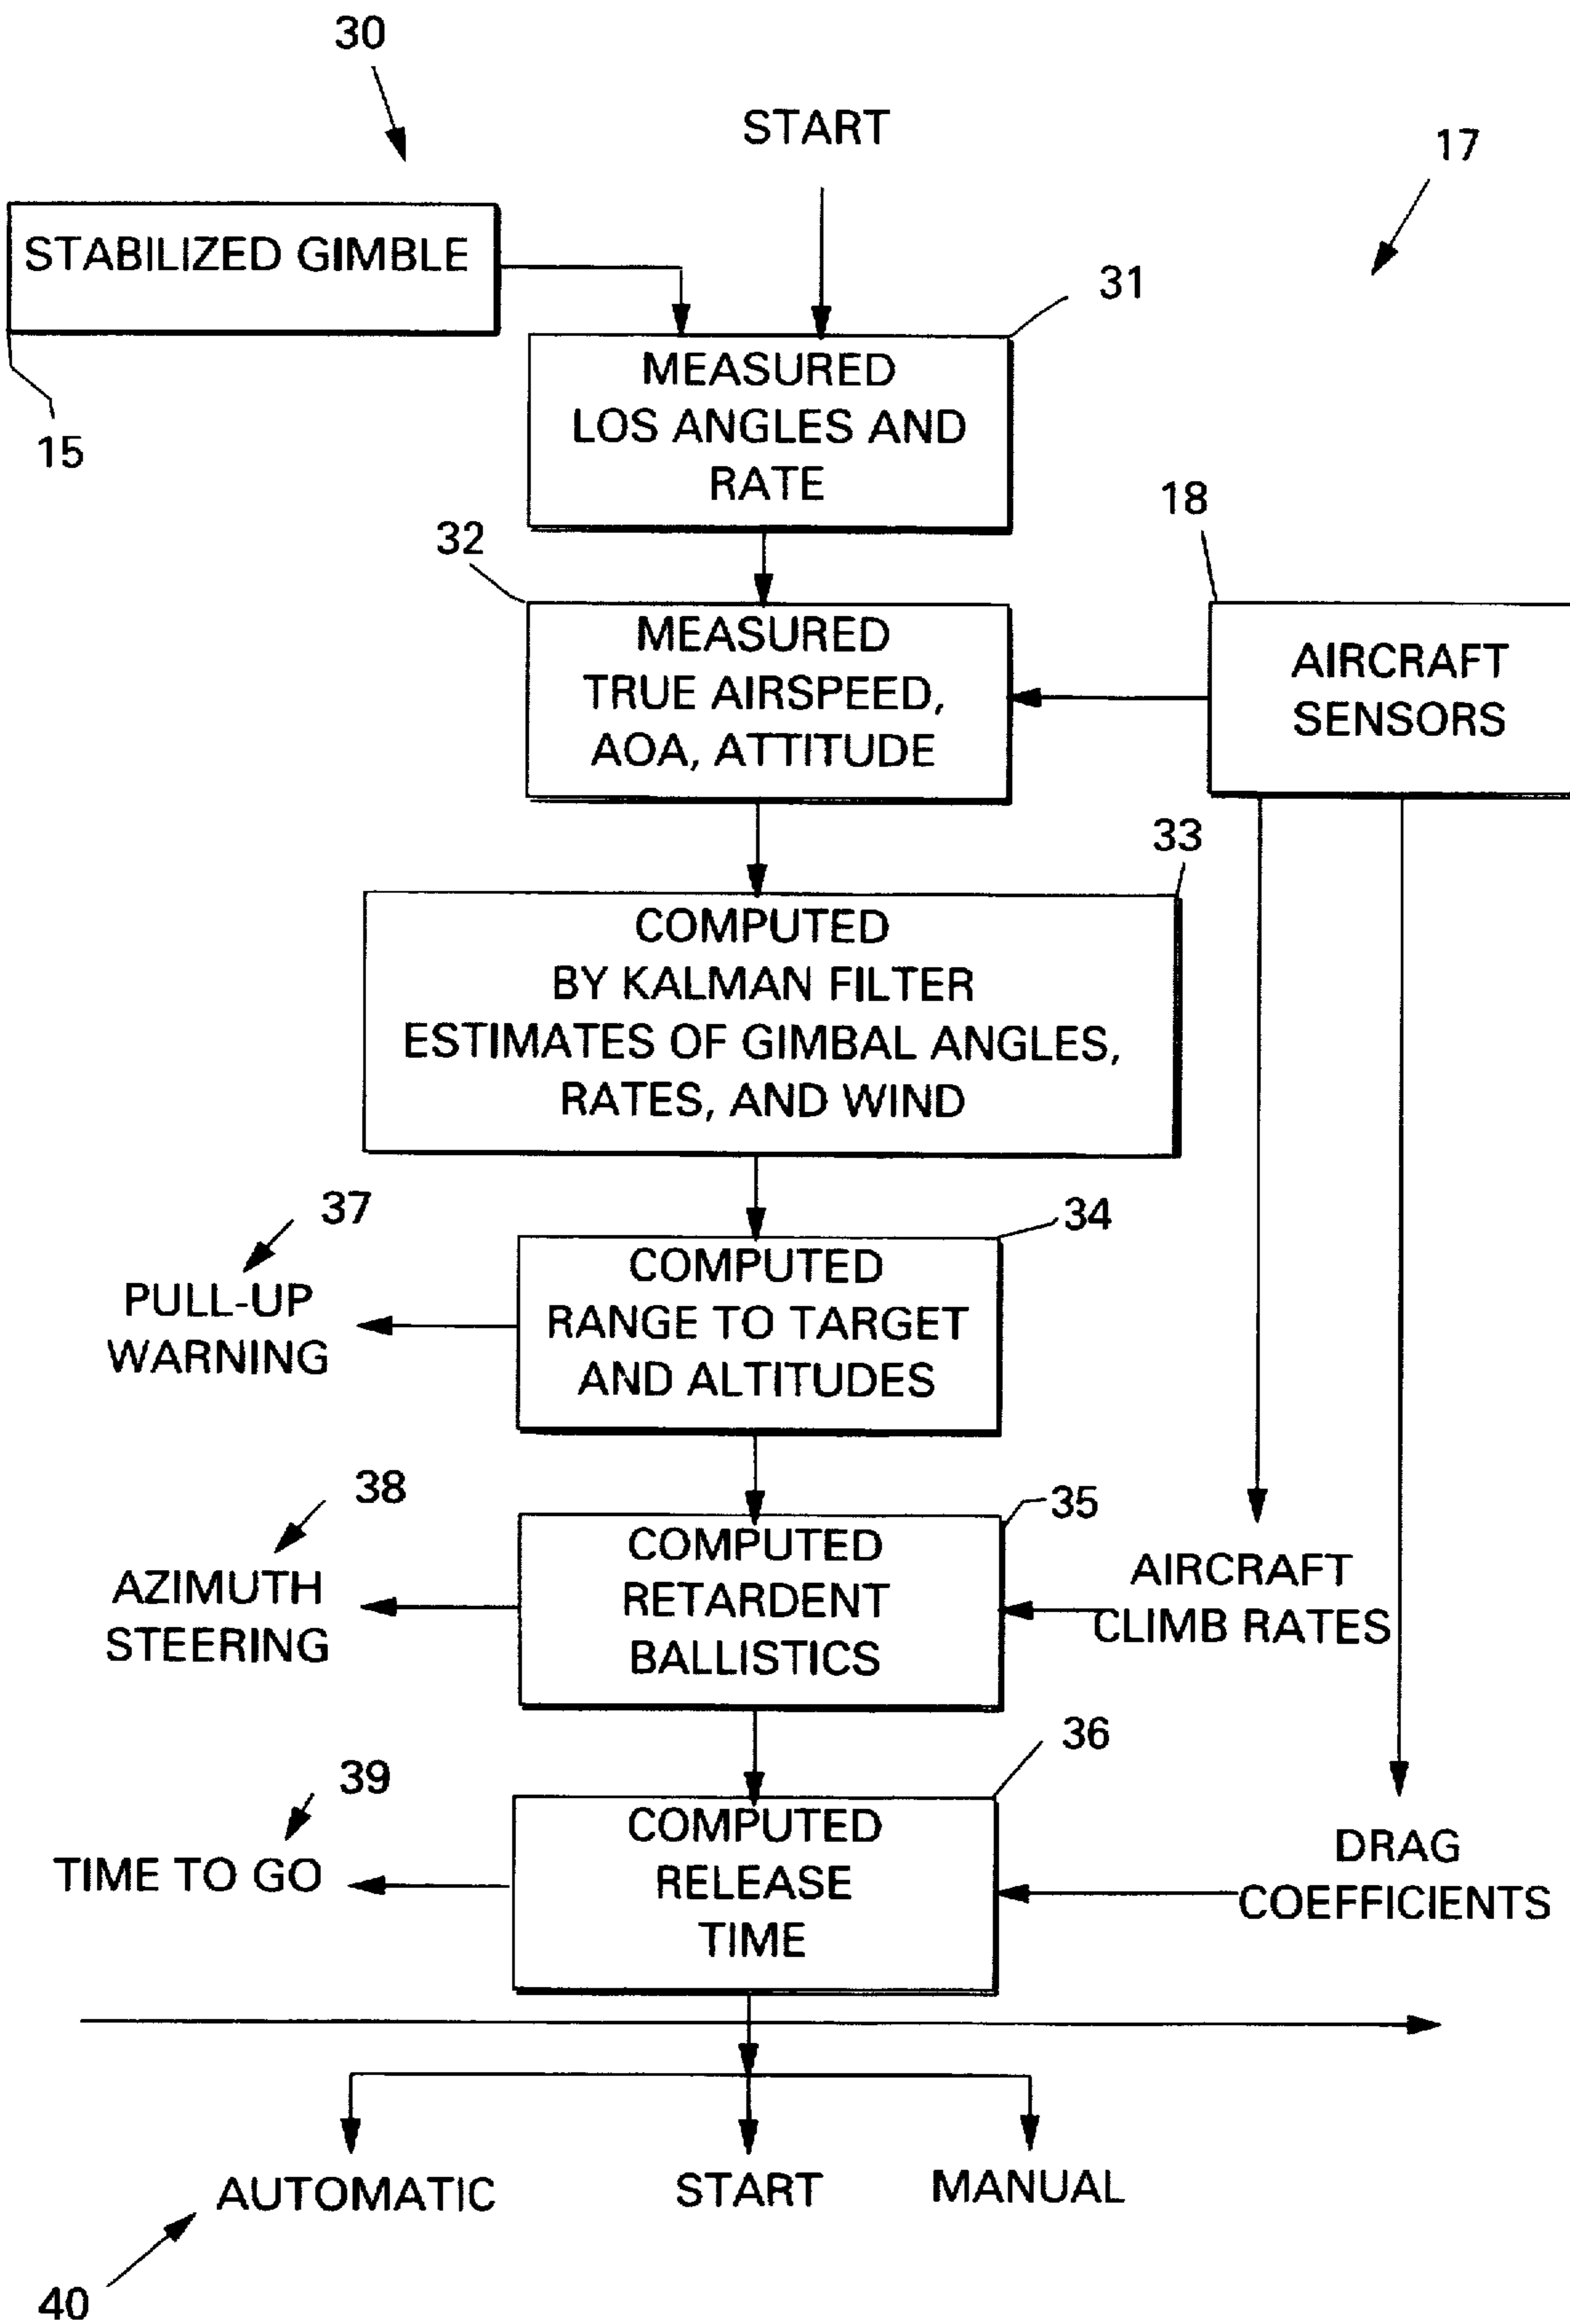 30
START
17
STABILIZED GIMBLE
31
MEASURED
LOS ANGLES AND
RATE
15
18
32
MEASURED
TRUE AIRSPEED,
AOA, ATTITUDE
AIRCRAFT
SENSORS
33
COMPUTED
BY KALMAN FILTER
ESTIMATES OF GIMBAL ANGLES,
RATES, AND WIND
37
34
PULL-UP
WARNING
COMPUTED
RANGE TO TARGET
AND ALTITUDES
38
35
AZIMUTH
STEERING
COMPUTED
RETARDENT
BALLISTICS
AIRCRAFT
CLIMB RATES
36
39
TIME TO GO
COMPUTED
RELEASE
TIME
DRAG
COEFFICIENTS
AUTOMATIC
START
MANUAL
40